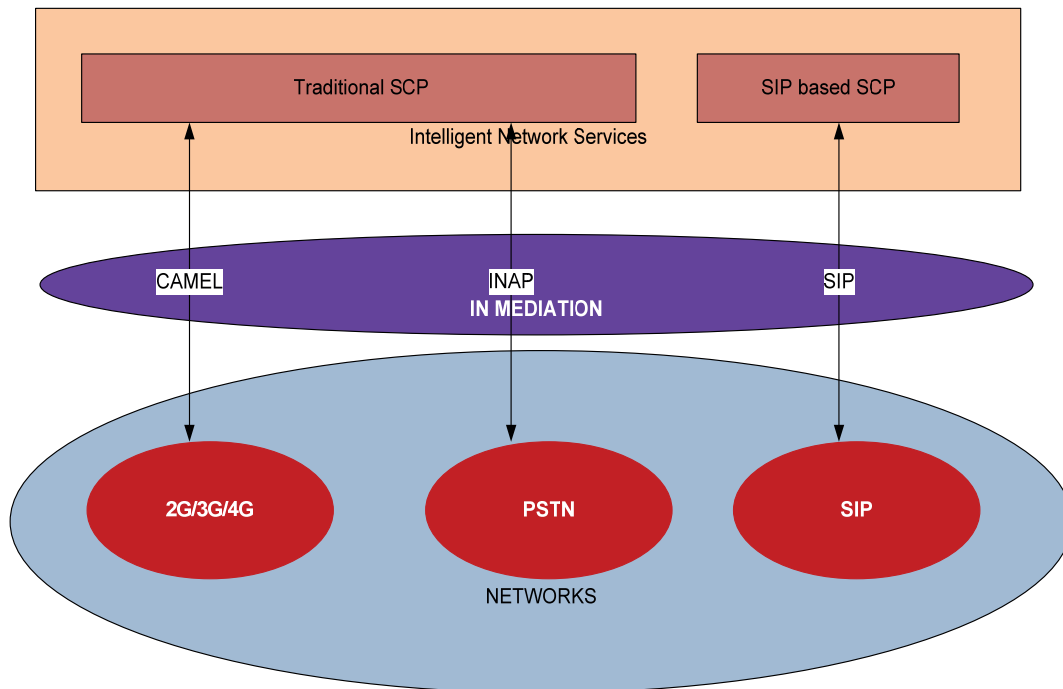 Traditional SCP
SIP based SCP
Intelligent Network Services
CAMEL
INAP
SIP
IN MEDIATION
2G/3G/4G
PSTN
SIP
NETWORKS